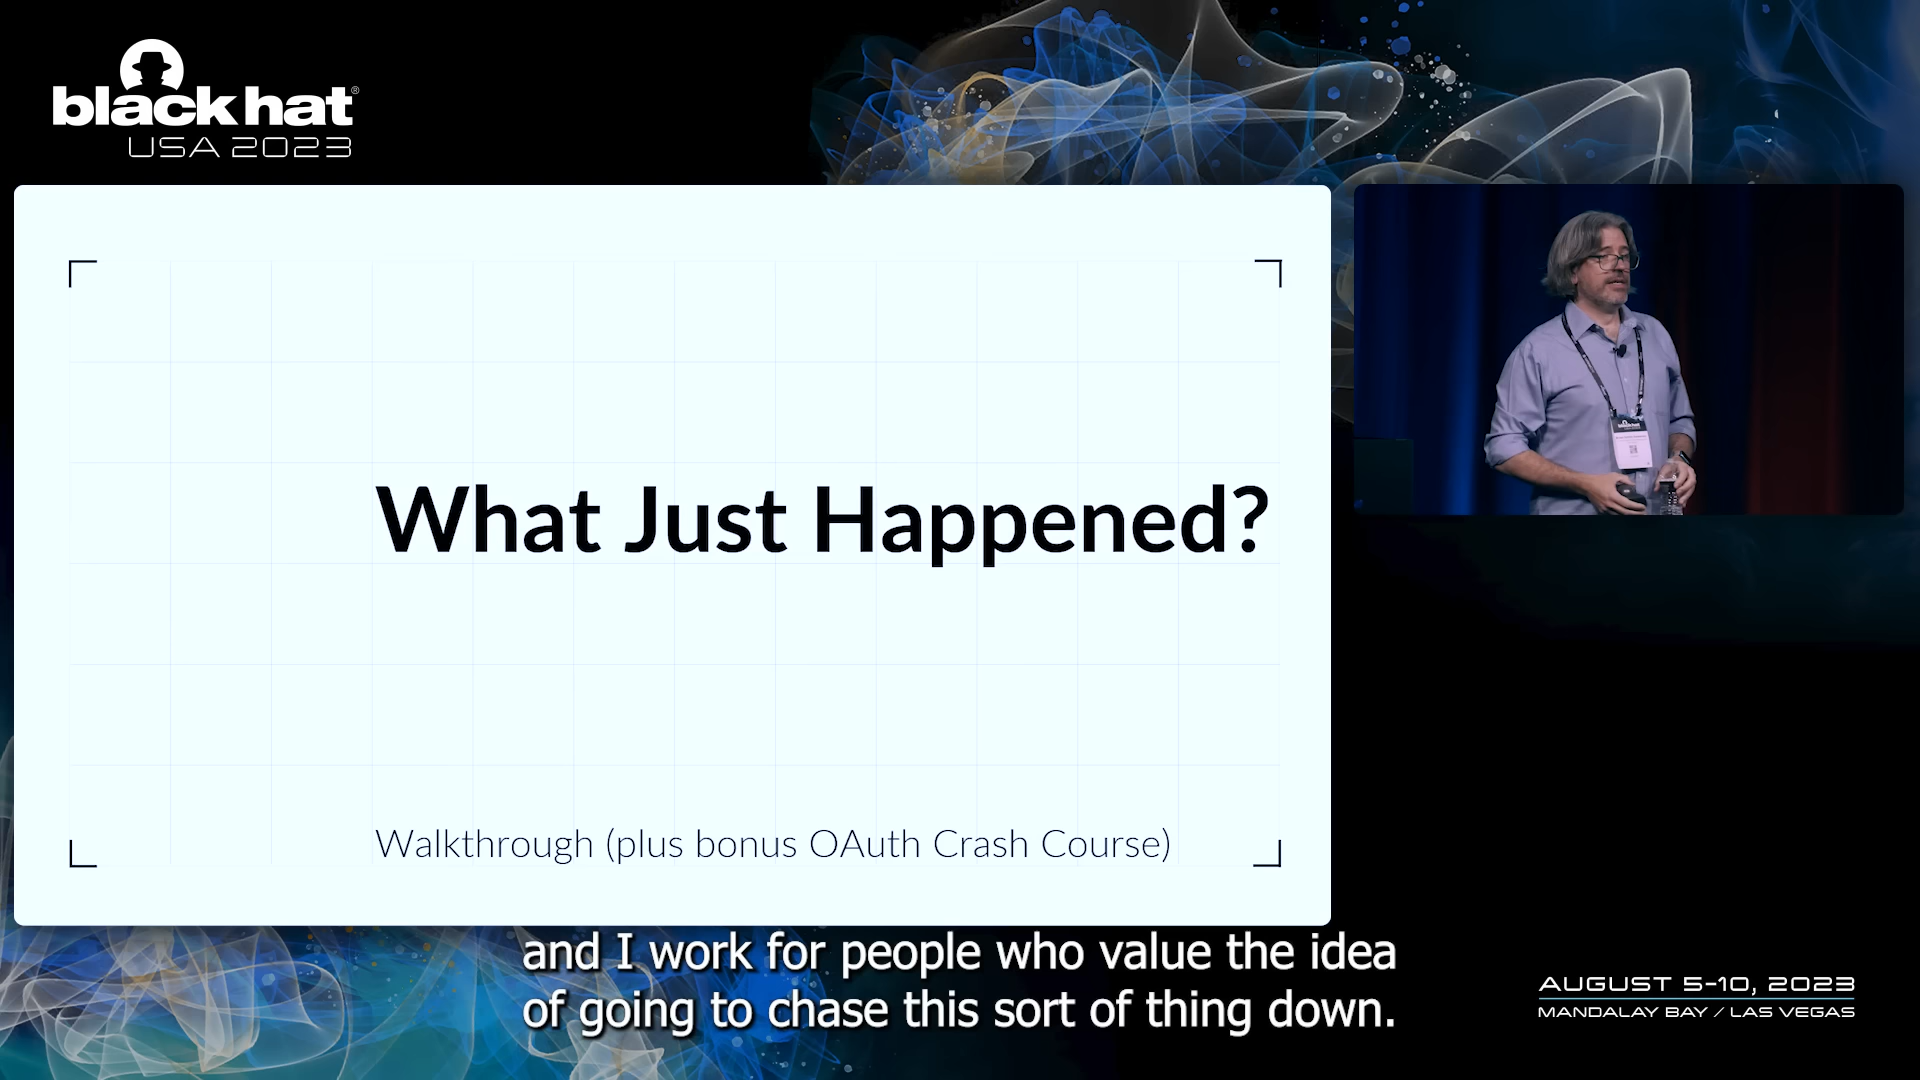 black hat®
USA 2023
What Just Happened?
Walkthrough (plus bonus OAuth Crash Course)
and I work for people who value the idea
of going to chase this sort of thing down.
AUGUST 5-10, 2023
MANDALAY BAY / LAS VEGAS
black hat